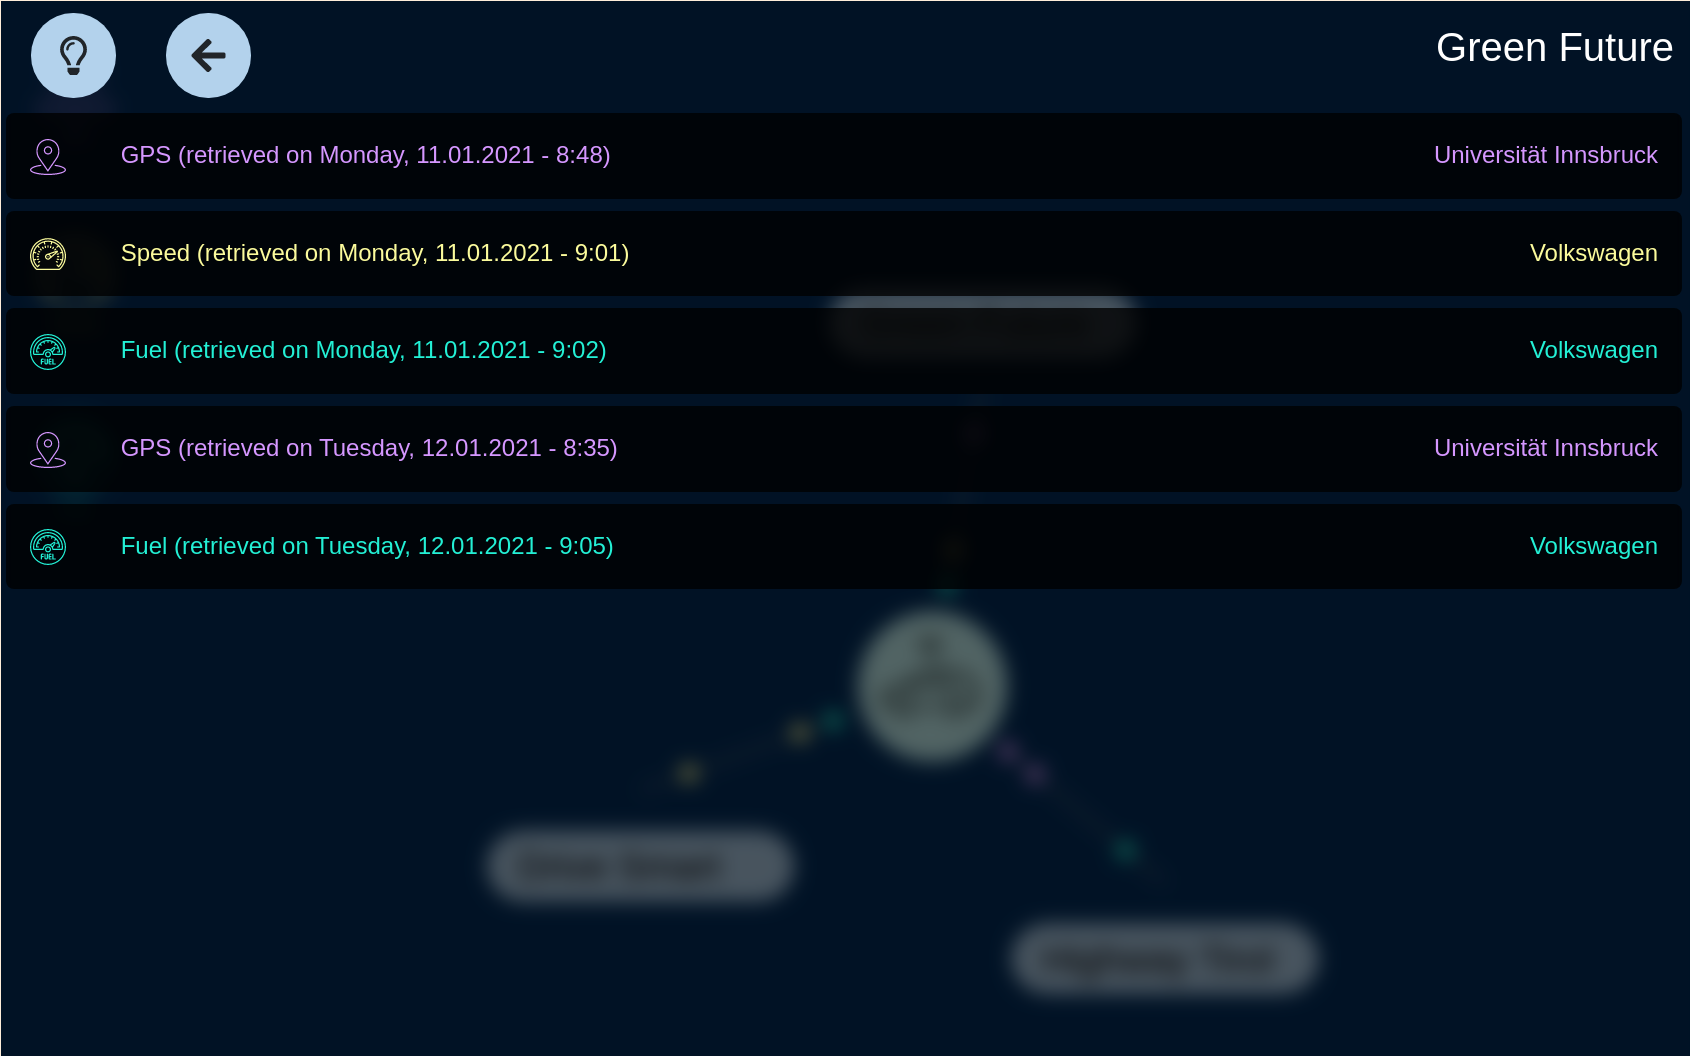 Green Future
GPS (retrieved on Monday, 11.01.2021 - 8:48) Universität Innsbruck
Speed (retrieved on Monday, 11.01.2021 - 9:01) Volkswagen
Fuel (retrieved on Monday, 11.01.2021 - 9:02) Volkswagen
FUEL
GPS (retrieved on Tuesday, 12.01.2021 - 8:35) Universität Innsbruck
Fuel (retrieved on Tuesday, 12.01.2021 - 9:05) Volkswagen
FUEL